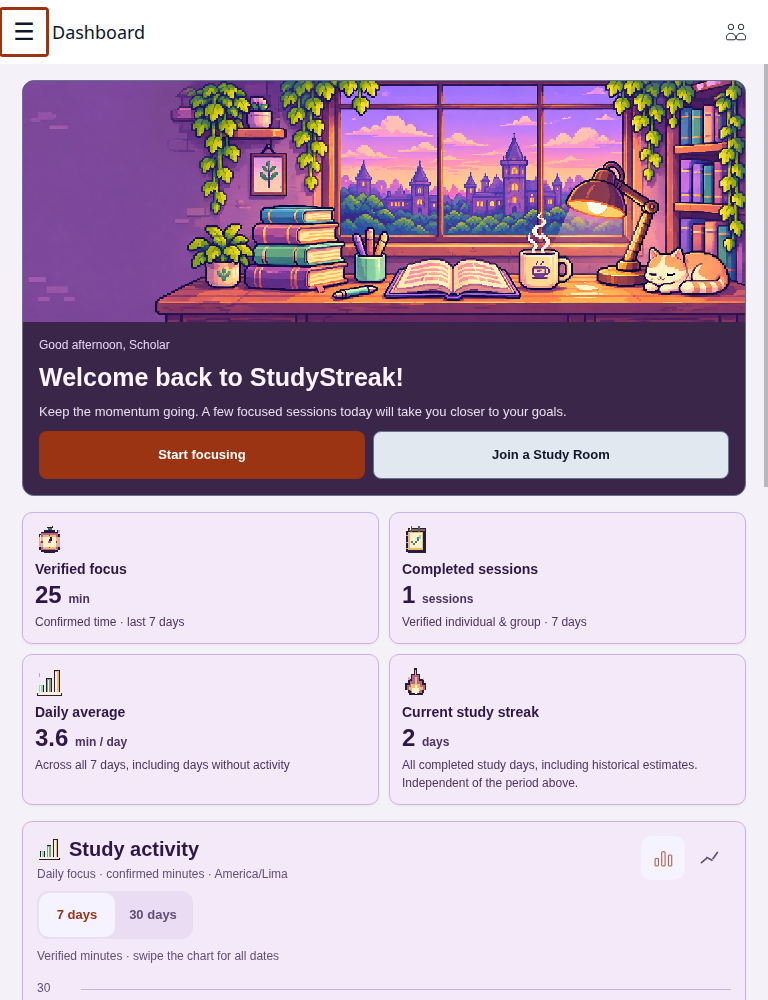 Dashboard
Good afternoon, Scholar
Welcome back to StudyStreak!
Keep the momentum going. A few focused sessions today will take you closer to your goals.
Start focusing
Join a Study Room
Verified focus
25 min
Confirmed time · last 7 days
Completed sessions
1 sessions
Verified individual & group · 7 days
Daily average
3.6 min / day
Across all 7 days, including days without activity
Current study streak
2 days
All completed study days, including historical estimates.
Independent of the period above.
Study activity
Daily focus · confirmed minutes · America/Lima
7 days
30 days
Verified minutes · swipe the chart for all dates
30